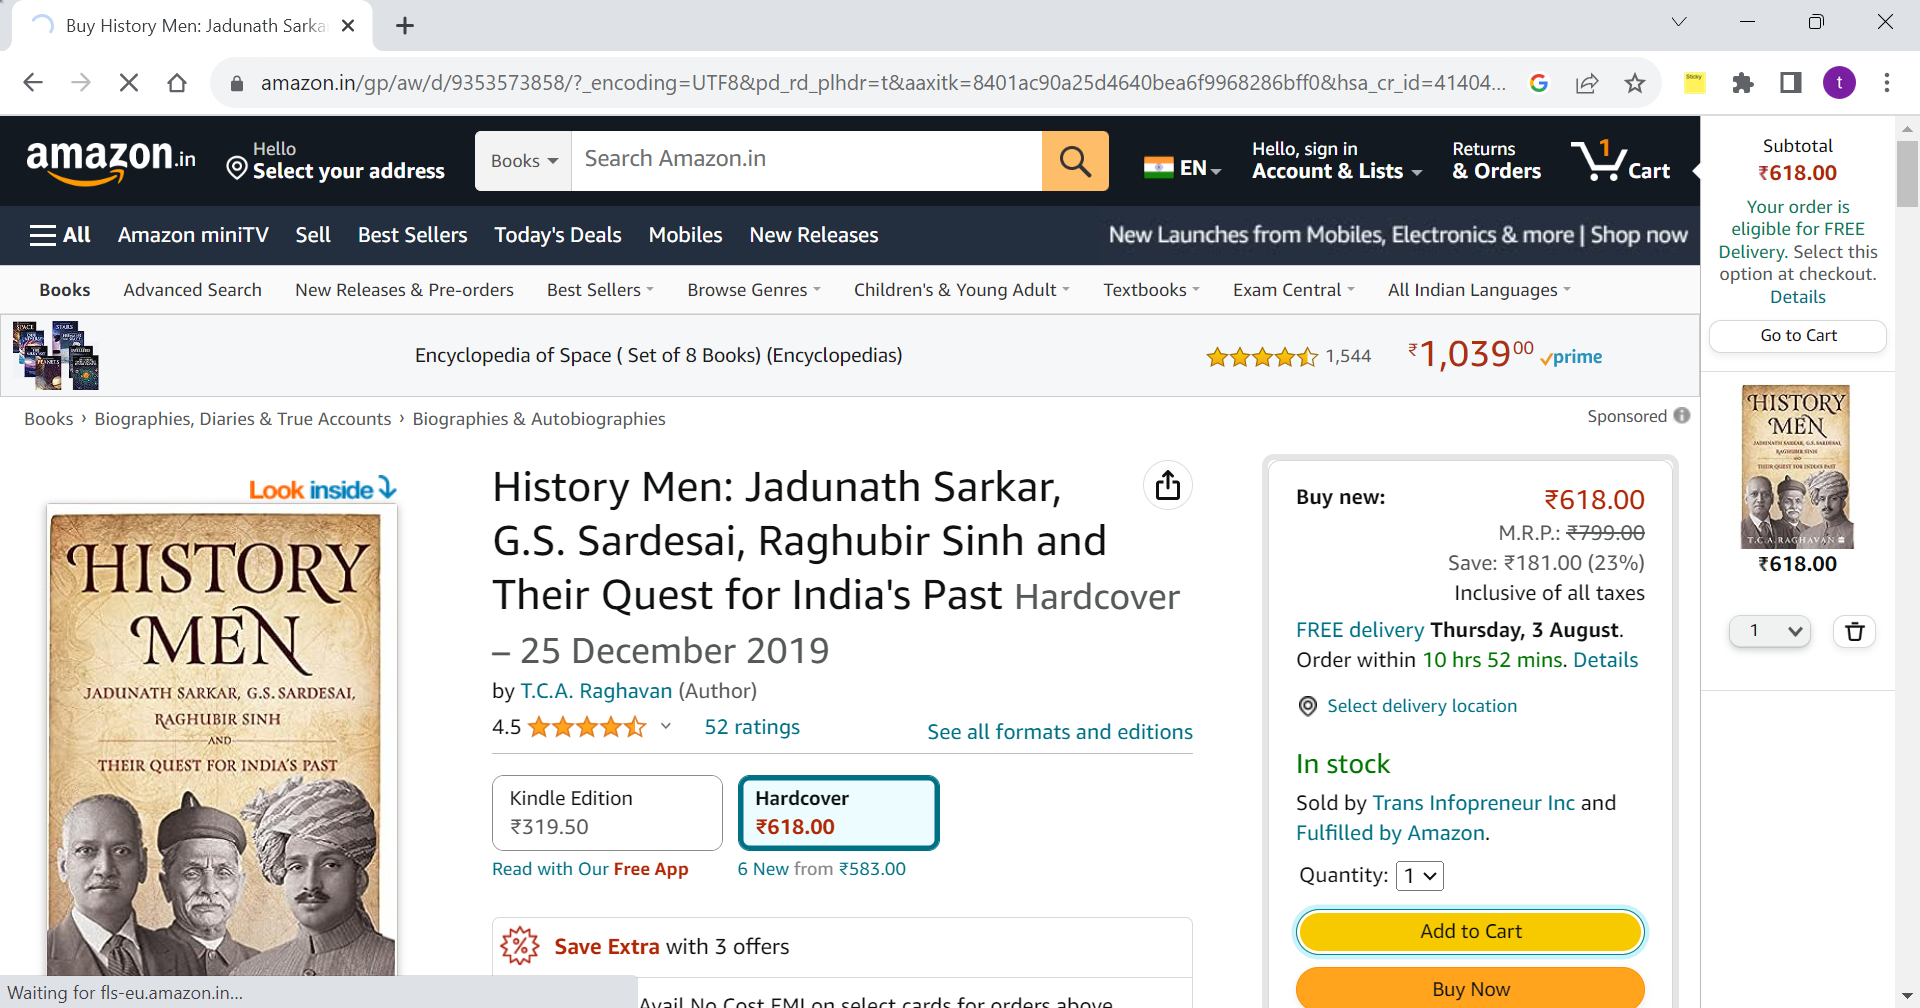 Buy History Men: Jadunath Sarka
amazon.in/gp/aw/d/9353573858/?_encoding=UTF8&pd_rd_plhdr=t&aaxitk=8401ac90a25d4640bea6f9968286bff0&hsa_cr_id=41404...
Sticky
t
amazon.in
Hello
Select your address
Books
Search Amazon.in
EN
Hello, sign in
Account & Lists
Returns
& Orders
1
Cart
All
Amazon miniTV
Sell
Best Sellers
Today's Deals
Mobiles
New Releases
New Launches from Mobiles, Electronics & more | Shop now
Books
Advanced Search
New Releases & Pre-orders
Best Sellers
Browse Genres
Children's & Young Adult
Textbooks
Exam Central
All Indian Languages
SPACE
STARS
PLANETS
Encyclopedia of Space ( Set of 8 Books) (Encyclopedias)
1,544
₹1,03900
prime
Books › Biographies, Diaries & True Accounts › Biographies & Autobiographies
Sponsored
Look inside
HISTORY
MEN
JADUNATH SARKAR, G.S. SARDESAI,
RAGHUBIR SINH
AND
THEIR QUEST FOR INDIA'S PAST
History Men: Jadunath Sarkar,
G.S. Sardesai, Raghubir Sinh and
Their Quest for India's Past Hardcover
– 25 December 2019
by T.C.A. Raghavan (Author)
4.5
52 ratings
See all formats and editions
Kindle Edition
₹319.50
Hardcover
₹618.00
Read with Our Free App
6 New from ₹583.00
%
Save Extra with 3 offers
Avail No Cost EMI on select cards for orders above
Buy new:
₹618.00
M.R.P.: ₹799.00
Save: ₹181.00 (23%)
Inclusive of all taxes
FREE delivery Thursday, 3 August.
Order within 10 hrs 52 mins. Details
Select delivery location
In stock
Sold by Trans Infopreneur Inc and
Fulfilled by Amazon.
Quantity: 1
Add to Cart
Buy Now
Subtotal
₹618.00
Your order is
eligible for FREE
Delivery. Select this
option at checkout.
Details
Go to Cart
HISTORY
MEN
JADUNATH SARKAR, G.S. SARDESAI,
RAGHUBIR SINH
AND
THEIR QUEST FOR INDIA'S PAST
T.C.A. RAGHAVAN
₹618.00
1
Waiting for fls-eu.amazon.in...